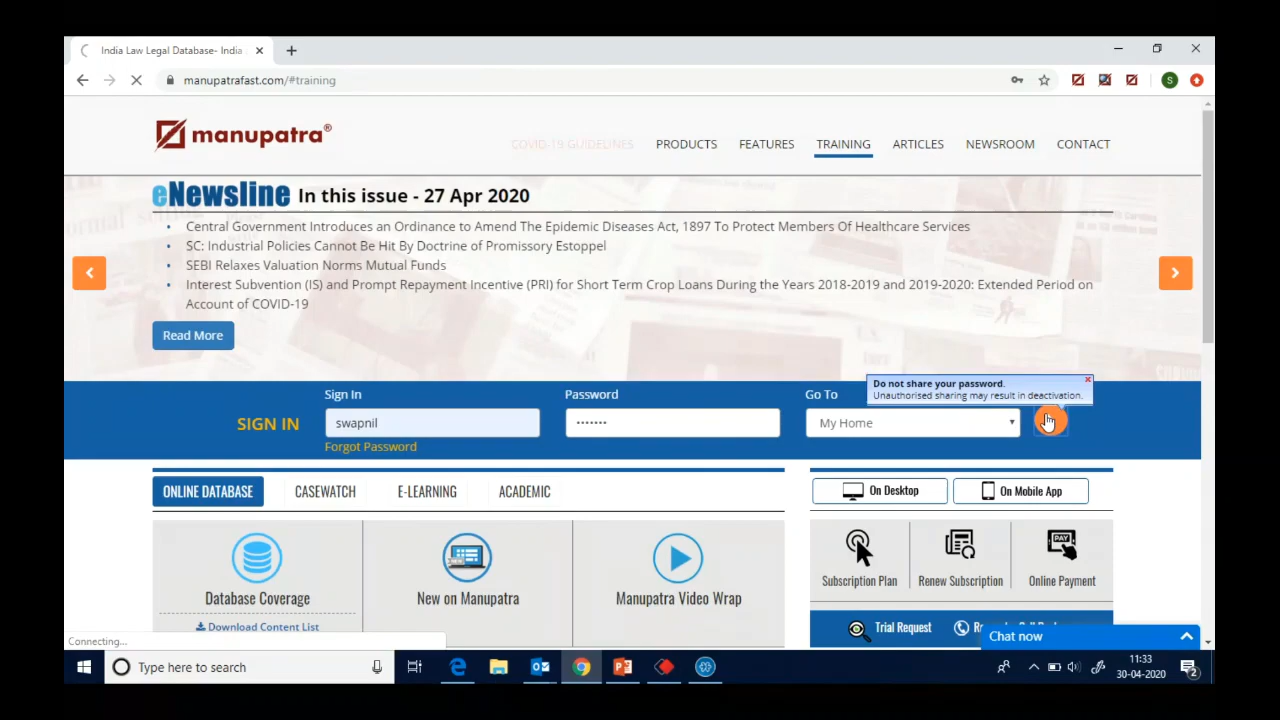 India Law Legal Database- India
manupatrafast.com/#training
S
manupatra®
COVID-19 GUIDELINES
PRODUCTS
FEATURES
TRAINING
ARTICLES
NEWSROOM
CONTACT
eNewsline In this issue - 27 Apr 2020
Central Government Introduces an Ordinance to Amend The Epidemic Diseases Act, 1897 To Protect Members Of Healthcare Services
SC: Industrial Policies Cannot Be Hit By Doctrine of Promissory Estoppel
SEBI Relaxes Valuation Norms Mutual Funds
Interest Subvention (IS) and Prompt Repayment Incentive (PRI) for Short Term Crop Loans During the Years 2018-2019 and 2019-2020: Extended Period on
Account of COVID-19
Read More
Do not share your password.
Unauthorised sharing may result in deactivation.
Sign In
Password
Go To
SIGN IN
swapnil
•••••••
My Home
Forgot Password
ONLINE DATABASE
CASEWATCH
E-LEARNING
ACADEMIC
On Desktop
On Mobile App
Database Coverage
New on Manupatra
Manupatra Video Wrap
Download Content List
PAY
Subscription Plan
Renew Subscription
Online Payment
Trial Request
Chat now
Connecting...
Type here to search
11:33
30-04-2020
2